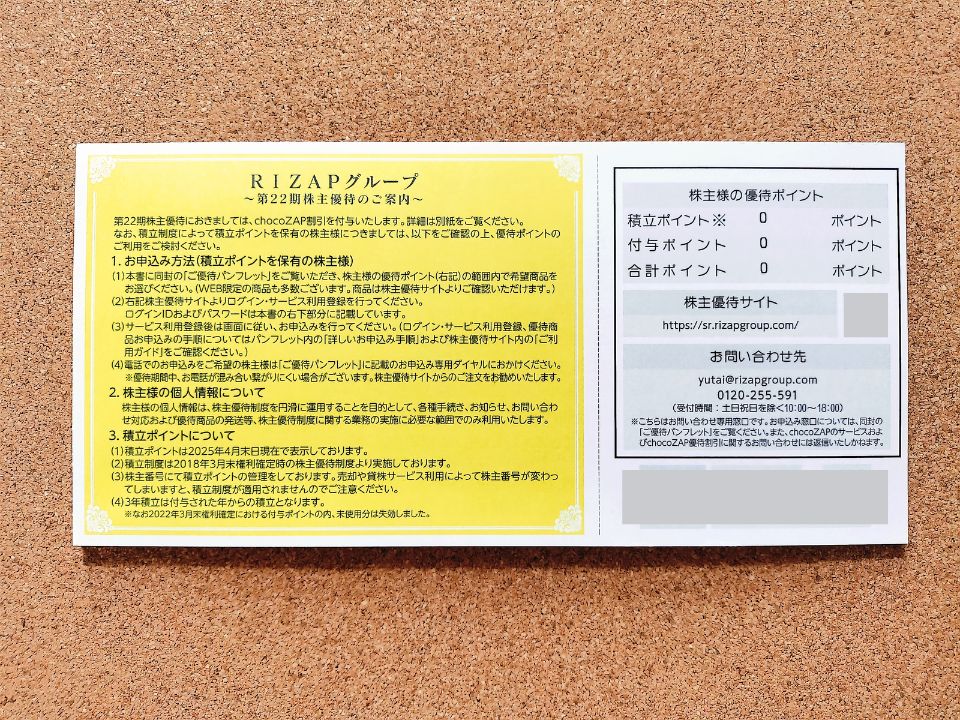 RIZAPグループ
～第22期株主優待のご案内～
第22期株主優待におきましては、chocoZAP割引を付与いたします。詳細は別紙をご覧ください。
なお、積立制度によって積立ポイントを保有の株主様につきましては、以下をご確認の上、優待ポイントの
ご利用をご検討ください。
1. お申込み方法(積立ポイントを保有の株主様)
(1)本書に同封の「ご優待パンフレット」をご覧いただき、株主様の優待ポイント(右記)の範囲内で希望商品を
お選びください。(WEB限定の商品も多数ございます。商品は株主優待サイトよりご確認いただけます。)
(2)右記株主優待サイトよりログイン・サービス利用登録を行ってください。
ログインIDおよびパスワードは本書の右下部分に記載しています。
(3)サービス利用登録後は画面に従い、お申込みを行ってください。(ログイン・サービス利用登録、優待商
品お申込みの手順についてはパンフレット内の「詳しいお申込み手順」および株主優待サイト内の「ご利
用ガイド」をご確認ください。)
(4)電話でのお申込みをご希望の株主様は「ご優待パンフレット」に記載のお申込み専用ダイヤルにおかけください。
※優待期間中、お電話が混み合い繋がりにくい場合がございます。株主優待サイトからのご注文をお勧めいたします。
2. 株主様の個人情報について
株主様の個人情報は、株主優待制度を円滑に運用することを目的として、各種手続き、お知らせ、お問い合わ
せ対応および優待商品の発送等、株主優待制度に関する業務の実施に必要な範囲でのみ利用いたします。
3. 積立ポイントについて
(1)積立ポイントは2025年4月末日現在で表示しております。
(2)積立制度は2018年3月末権利確定時の株主優待制度より実施しております。
(3)株主番号にて積立ポイントの管理をしております。売却や貸株サービス利用によって株主番号が変わっ
てしまいますと、積立制度が適用されませんのでご注意ください。
(4)3年積立は付与された年からの積立となります。
※なお2022年3月末権利確定における付与ポイントの内、未使用分は失効しました。
株主様の優待ポイント
積立ポイント※ 0 ポイント
付与ポイント 0 ポイント
合計ポイント 0 ポイント
株主優待サイト
https://sr.rizapgroup.com/
お問い合わせ先
yutai@rizapgroup.com
0120-255-591
(受付時間：土日祝日を除く10:00～18:00)
※こちらはお問い合わせ専用窓口です。お申込み窓口については、同封の
「ご優待パンフレット」をご覧ください。また、chocoZAPのサービスおよ
びchocoZAP優待割引に関するお問い合わせには返信いたしかねます。